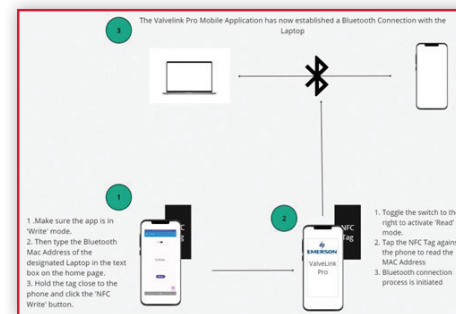 3
The Valvelink Pro Mobile Application has now established a Bluetooth Connection with the
Laptop
1
NFC
Tag
1 .Make sure the app is in
'Write' mode.
2. Then type the Bluetooth
Mac Address of the
designated Laptop in the text
box on the home page.
3. Hold the tag close to the
phone and click the 'NFC
Write' button.
2
NFC
Tag
EMERSON
ValveLink
Pro
1. Toggle the switch to the
right to activate 'Read'
mode.
2. Tap the NFC Tag against
the phone to read the
MAC Address
3. Bluetooth connection
process is initiated